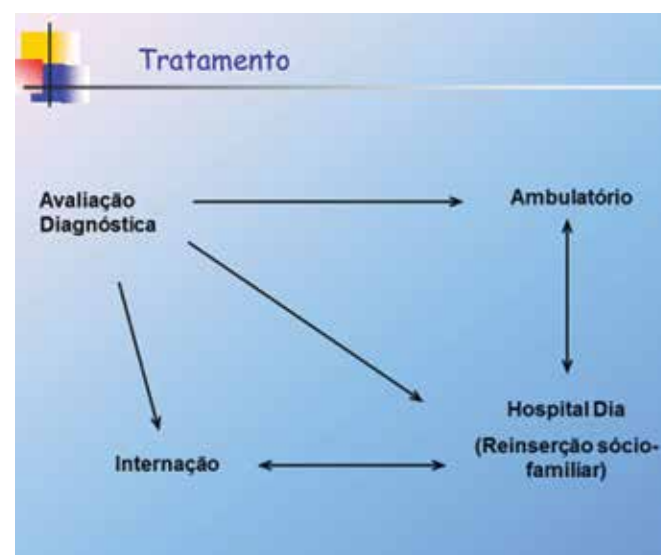 Tratamento
Avaliação
Diagnóstica
Ambulatório
Internação
Hospital Dia
(Reinserção sócio-
familiar)